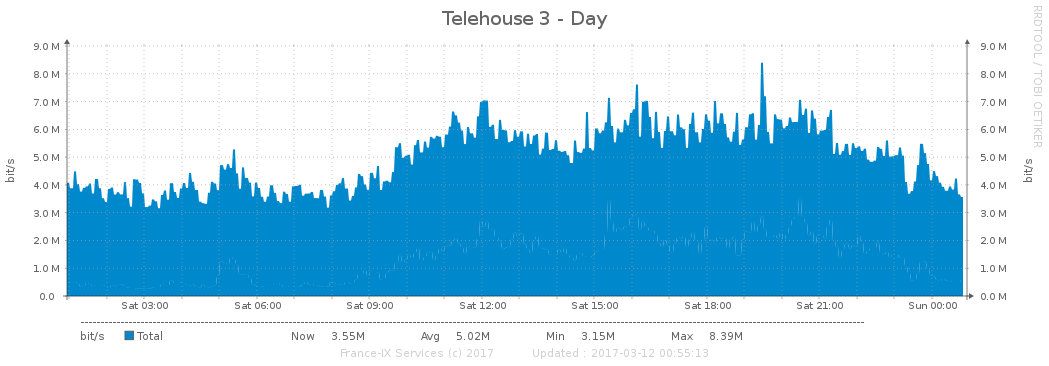 Telehouse 3 - Day
RRDTOOL / TOBI OETIKER
bit/s
9.0 M
8.0 M
7.0 M
6.0 M
5.0 M
4.0 M
3.0 M
2.0 M
1.0 M
0.0
9.0 M
8.0 M
7.0 M
6.0 M
5.0 M
4.0 M
3.0 M
2.0 M
1.0 M
0.0 M
bit/s
Sat 03:00 Sat 06:00 Sat 09:00 Sat 12:00 Sat 15:00 Sat 18:00 Sat 21:00 Sun 00:00
bit/s Total Now 3.55M Avg 5.02M Min 3.15M Max 8.39M
France-IX Services (c) 2017 Updated : 2017-03-12 00:55:13